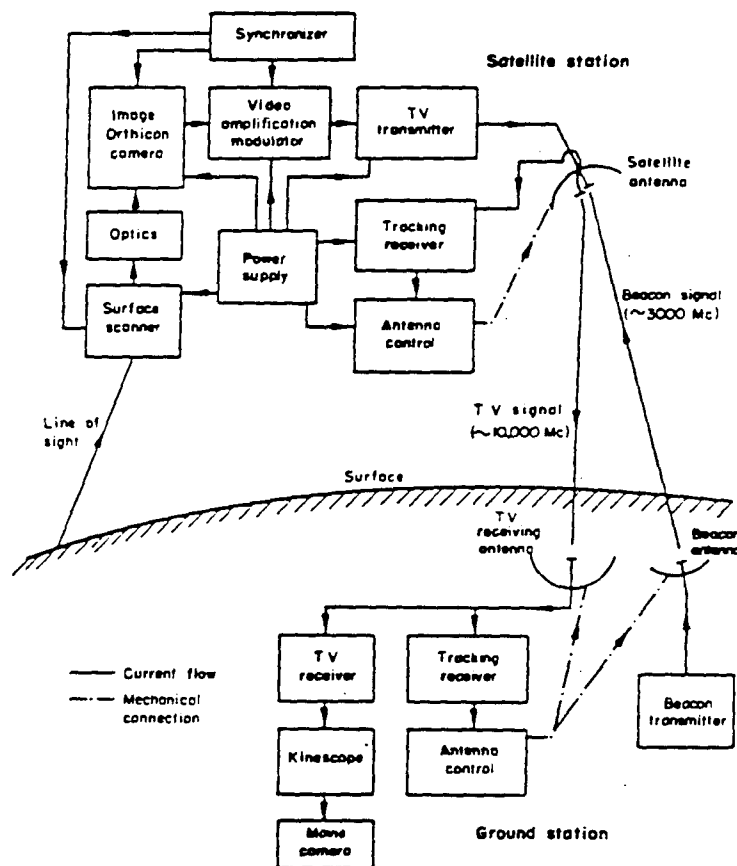 Synchronizer
Satellite station
Image
Orthicon
camera
Video
amplification
modulator
TV
transmitter
Satellite
antenna
Optics
Power
supply
Tracking
receiver
Surface
scanner
Antenna
control
Beacon signal
(~3000 Mc)
Line of
sight
TV signal
(~10,000 Mc)
Surface
TV
receiving
antenna
Beacon
antenna
TV
receiver
Tracking
receiver
Current flow
Mechanical
connection
Beacon
transmitter
Kinescope
Antenna
control
Movie
camera
Ground station